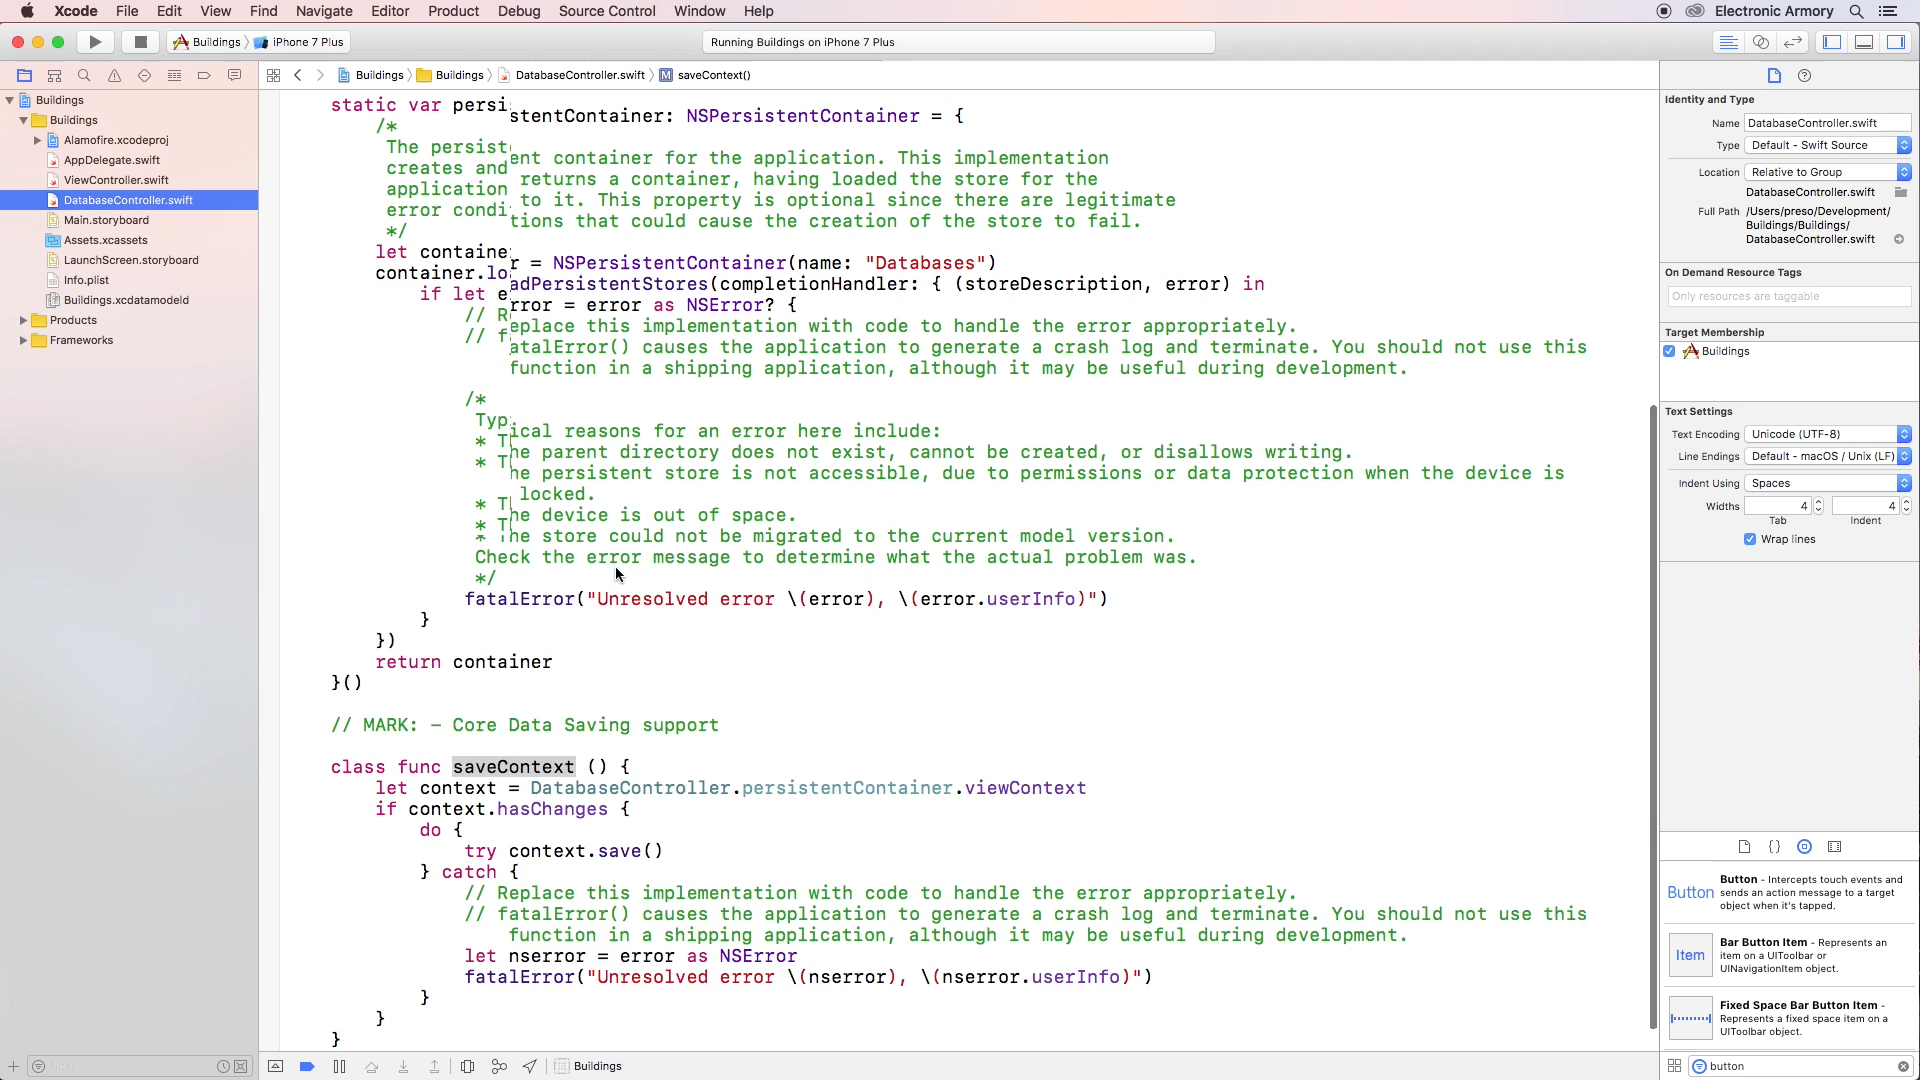 Xcode File Edit View Find Navigate Editor Product Debug Source Control Window Help Electronic Armory
Buildings iPhone 7 Plus Running Buildings on iPhone 7 Plus
Buildings Buildings DatabaseController.swift M saveContext()
Buildings
Buildings
Alamofire.xcodeproj
AppDelegate.swift
ViewController.swift
DatabaseController.swift
Main.storyboard
Assets.xcassets
LaunchScreen.storyboard
Info.plist
Buildings.xcdatamodeld
Products
Frameworks
static var persistentContainer: NSPersistentContainer = {
/*
The persistent container for the application. This implementation
creates and returns a container, having loaded the store for the
application to it. This property is optional since there are legitimate
error conditions that could cause the creation of the store to fail.
*/
let container = NSPersistentContainer(name: "Databases")
container.loadPersistentStores(completionHandler: { (storeDescription, error) in
if let error = error as NSError? {
// Replace this implementation with code to handle the error appropriately.
// fatalError() causes the application to generate a crash log and terminate. You should not use this
function in a shipping application, although it may be useful during development.
/*
Typical reasons for an error here include:
* The parent directory does not exist, cannot be created, or disallows writing.
* The persistent store is not accessible, due to permissions or data protection when the device is
locked.
* The device is out of space.
* The store could not be migrated to the current model version.
Check the error message to determine what the actual problem was.
*/
fatalError("Unresolved error \(error), \(error.userInfo)")
}
})
return container
}()
// MARK: - Core Data Saving support
class func saveContext () {
let context = DatabaseController.persistentContainer.viewContext
if context.hasChanges {
do {
try context.save()
} catch {
// Replace this implementation with code to handle the error appropriately.
// fatalError() causes the application to generate a crash log and terminate. You should not use this
function in a shipping application, although it may be useful during development.
let nserror = error as NSError
fatalError("Unresolved error \(nserror), \(nserror.userInfo)")
}
}
}
Buildings
Identity and Type
Name DatabaseController.swift
Type Default - Swift Source
Location Relative to Group
DatabaseController.swift
Full Path /Users/preso/Development/
Buildings/Buildings/
DatabaseController.swift
On Demand Resource Tags
Only resources are taggable
Target Membership
Buildings
Text Settings
Text Encoding Unicode (UTF-8)
Line Endings Default - macOS / Unix (LF)
Indent Using Spaces
Widths 4 4
Tab Indent
Wrap lines
Button Button - Intercepts touch events and
sends an action message to a target
object when it's tapped.
Item Bar Button Item - Represents an
item on a UIToolbar or
UINavigationItem object.
Fixed Space Bar Button Item -
Represents a fixed space item on a
UIToolbar object.
button